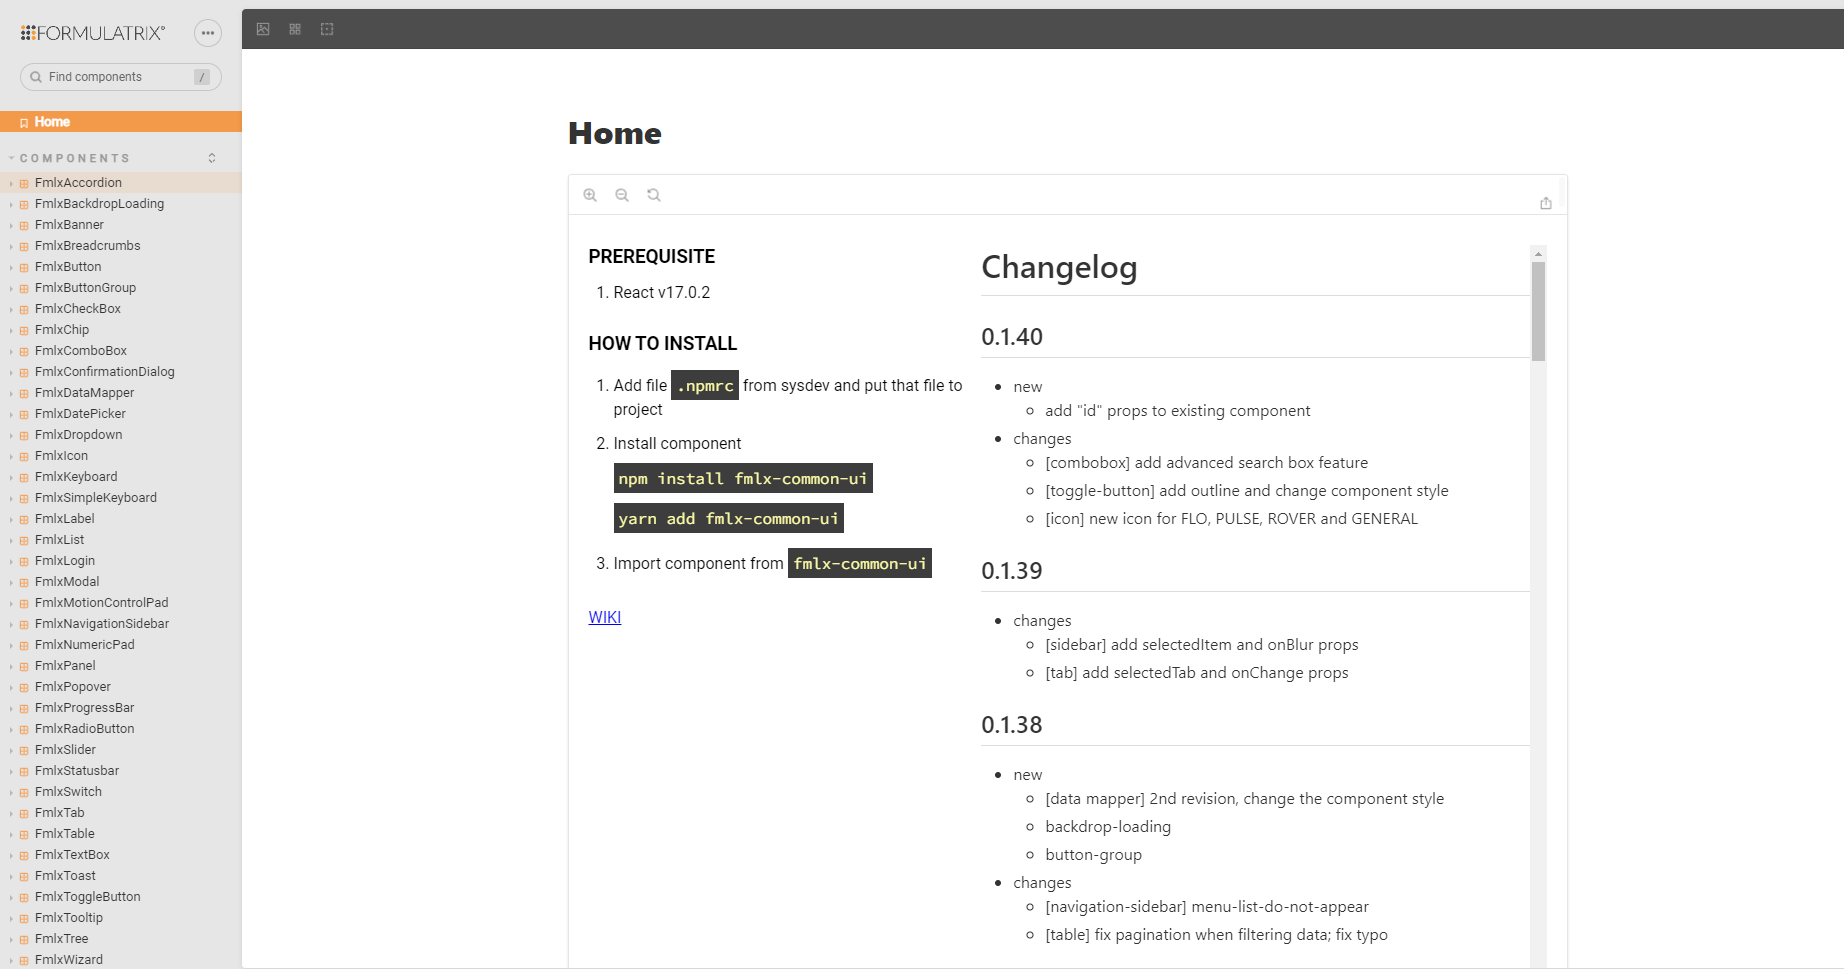 FORMULATRIX®
Find components
/
Home
COMPONENTS
FmlxAccordion
FmlxBackdropLoading
FmlxBanner
FmlxBreadcrumbs
FmlxButton
FmlxButtonGroup
FmlxCheckBox
FmlxChip
FmlxComboBox
FmlxConfirmationDialog
FmlxDataMapper
FmlxDatePicker
FmlxDropdown
FmlxIcon
FmlxKeyboard
FmlxSimpleKeyboard
FmlxLabel
FmlxList
FmlxLogin
FmlxModal
FmlxMotionControlPad
FmlxNavigationSidebar
FmlxNumericPad
FmlxPanel
FmlxPopover
FmlxProgressBar
FmlxRadioButton
FmlxSlider
FmlxStatusbar
FmlxSwitch
FmlxTab
FmlxTable
FmlxTextBox
FmlxToast
FmlxToggleButton
FmlxTooltip
FmlxTree
FmlxWizard
Home
PREREQUISITE
1. React v17.0.2
HOW TO INSTALL
1. Add file .npmrc from sysdev and put that file to
project
2. Install component
npm install fmlx-common-ui
yarn add fmlx-common-ui
3. Import component from fmlx-common-ui
WIKI
Changelog
0.1.40
new
add "id" props to existing component
changes
[combobox] add advanced search box feature
[toggle-button] add outline and change component style
[icon] new icon for FLO, PULSE, ROVER and GENERAL
0.1.39
changes
[sidebar] add selectedItem and onBlur props
[tab] add selectedTab and onChange props
0.1.38
new
[data mapper] 2nd revision, change the component style
backdrop-loading
button-group
changes
[navigation-sidebar] menu-list-do-not-appear
[table] fix pagination when filtering data; fix typo